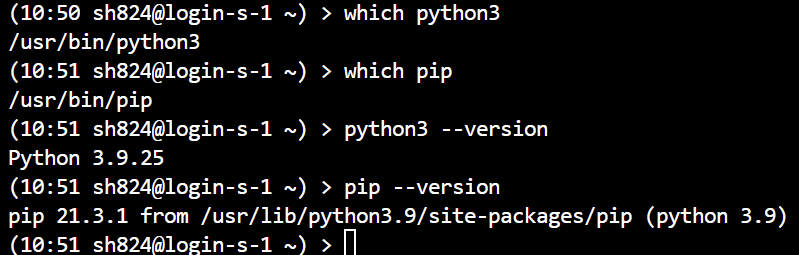 (10:50 sh824@login-s-1 ~) > which python3
/usr/bin/python3
(10:51 sh824@login-s-1 ~) > which pip
/usr/bin/pip
(10:51 sh824@login-s-1 ~) > python3 --version
Python 3.9.25
(10:51 sh824@login-s-1 ~) > pip --version
pip 21.3.1 from /usr/lib/python3.9/site-packages/pip (python 3.9)
(10:51 sh824@login-s-1 ~) >